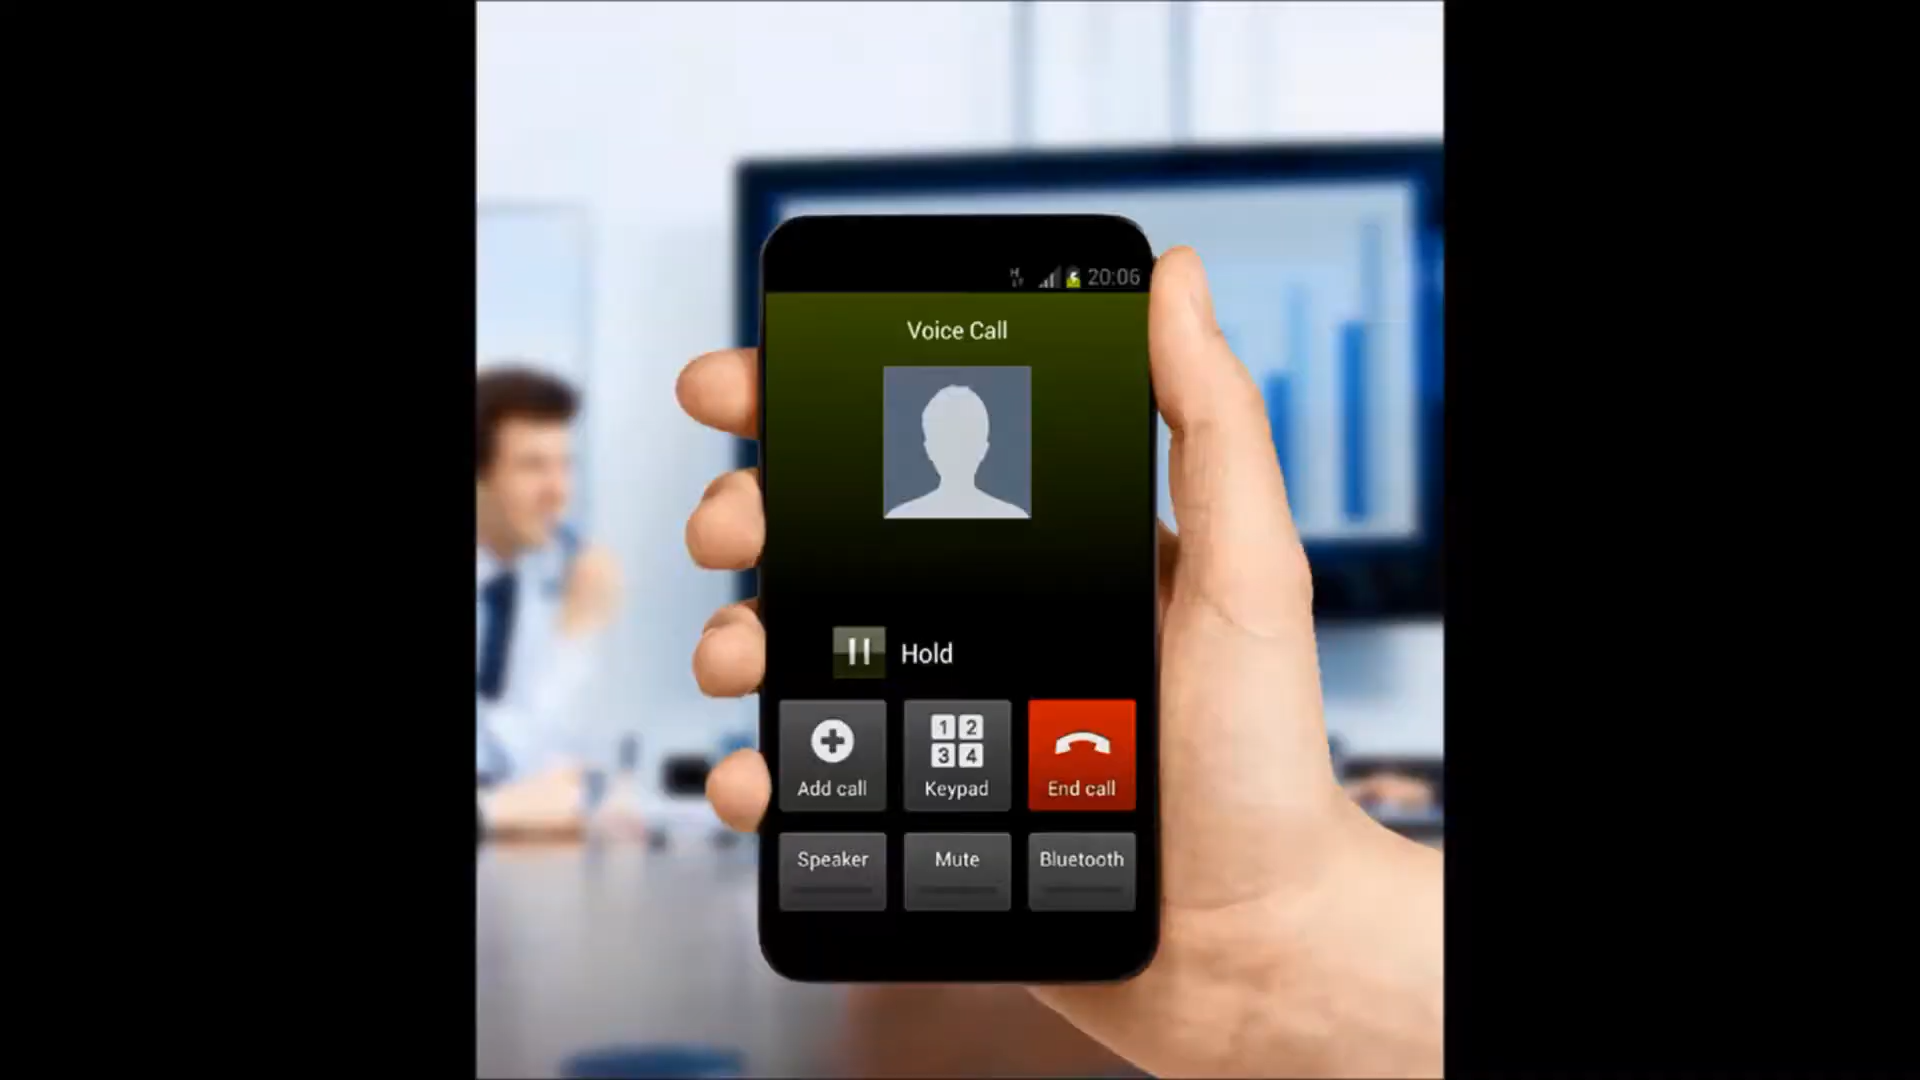 20:06
Voice Call
Hold
1 2
3 4
Add call
Keypad
End call
Speaker
Mute
Bluetooth